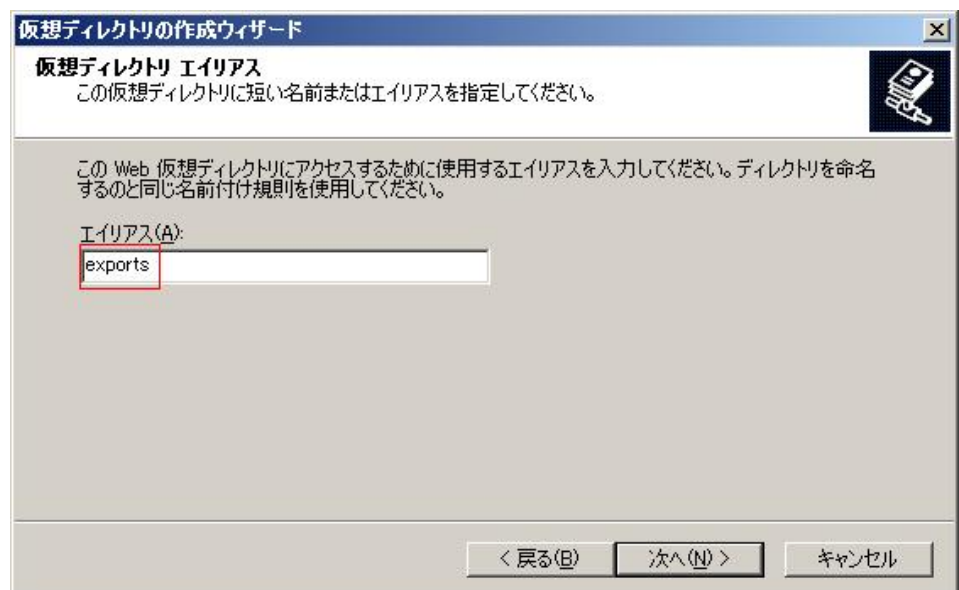 仮想ディレクトリの作成ウィザード
仮想ディレクトリ エイリアス
この仮想ディレクトリに短い名前またはエイリアスを指定してください。
この Web 仮想ディレクトリにアクセスするために使用するエイリアスを入力してください。ディレクトリを命名
するのと同じ名前付け規則を使用してください。
エイリアス(A):
exports
< 戻る(B)
次へ(N) >
キャンセル